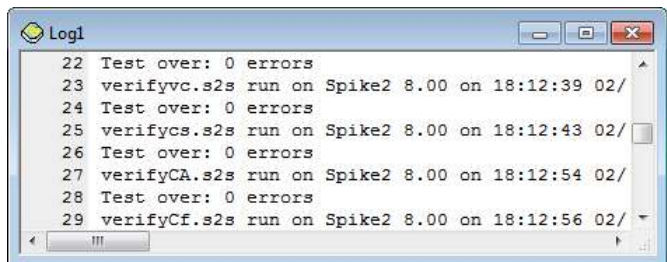 Log1
22 Test over: 0 errors
23 verifyvc.s2s run on Spike2 8.00 on 18:12:39 02/
24 Test over: 0 errors
25 verifycs.s2s run on Spike2 8.00 on 18:12:43 02/
26 Test over: 0 errors
27 verifyCA.s2s run on Spike2 8.00 on 18:12:54 02/
28 Test over: 0 errors
29 verifyCf.s2s run on Spike2 8.00 on 18:12:56 02/